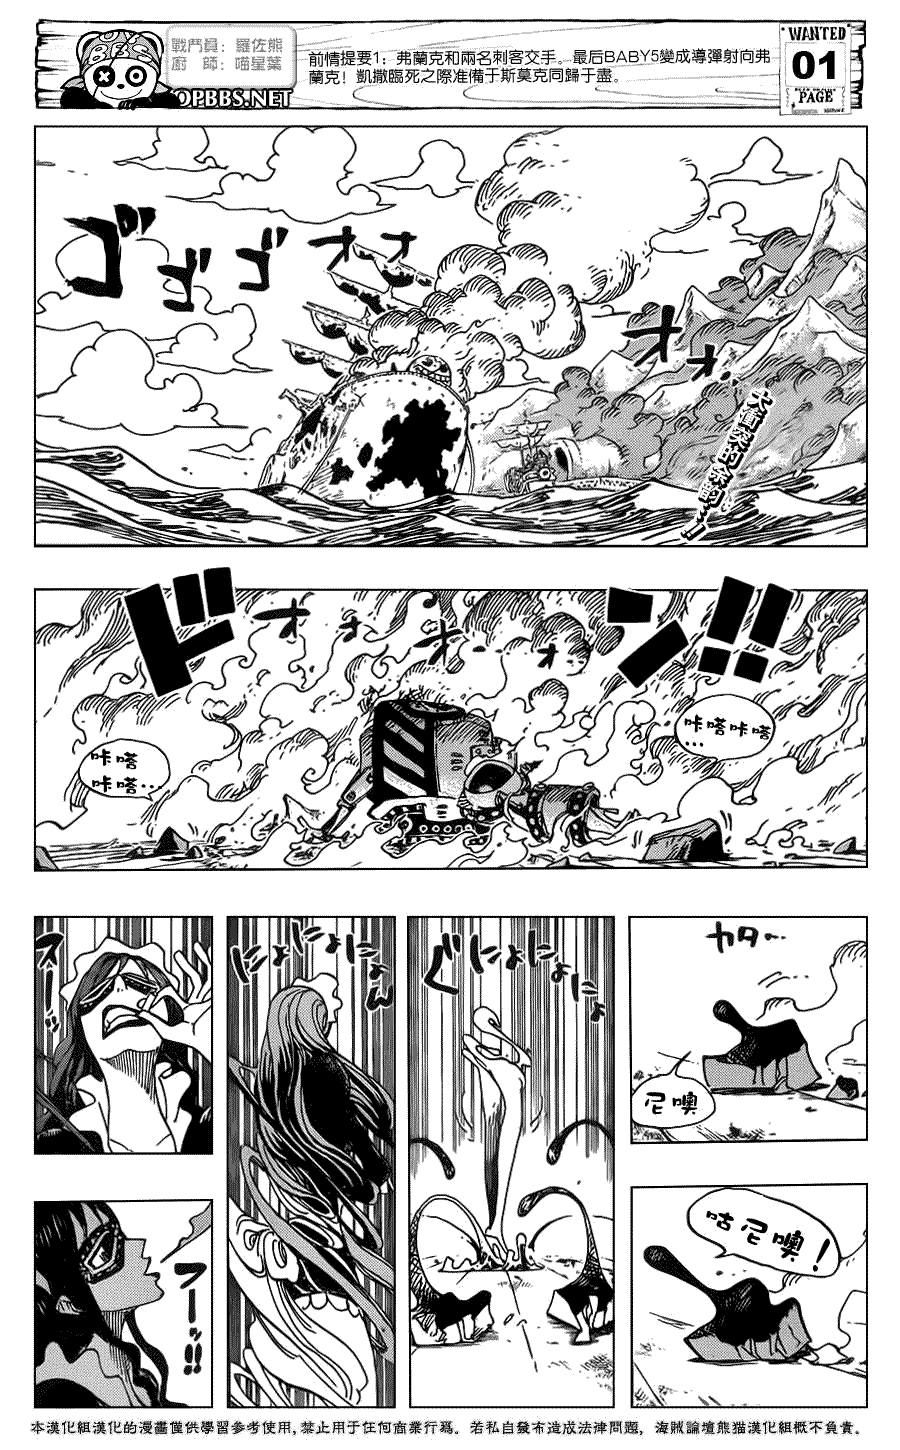 戰鬥員：羅佐熊
廚　師：喵星葉
OPBBS.NET
前情提要1：弗蘭克和兩名刺客交手。最后BABY5變成導彈射向弗
蘭克！凱撒臨死之際准備于斯莫克同歸于盡。
WANTED
01
PAGE
ゴゴゴ
オオ
オオ
ドン!!
オオ
オオ
咔嗒咔嗒
…
咔嗒
咔嗒…
カタ…
尼噢
咕尼噢！
ぐにょにょ
にょにょにょん
スーッ
フーッ!!
本漢化組漢化的漫畫僅供學習參考使用，禁止用于任何商業行爲。若私自發布造成法律問題，海賊論壇熊猫漢化組概不負責。